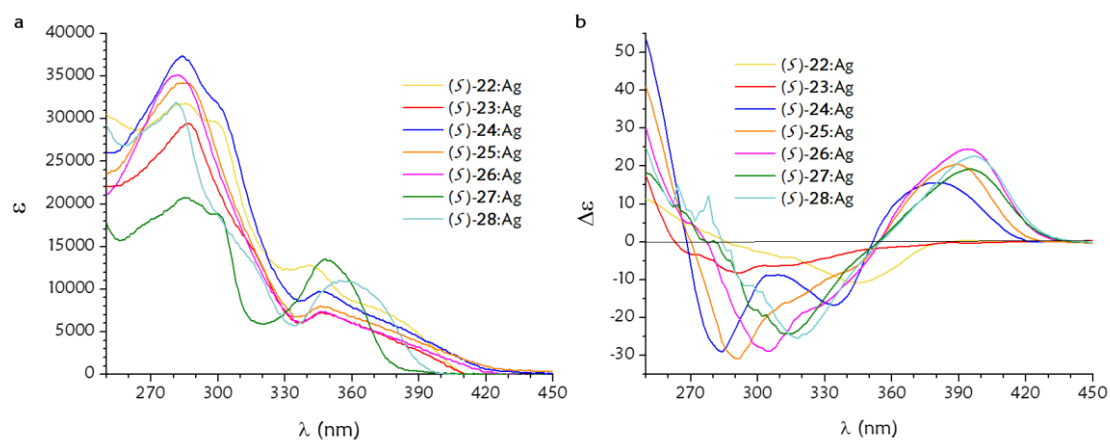 a
ε
40000
35000
30000
25000
20000
15000
10000
5000
0
270
300
330
360
390
420
450
λ (nm)
(S)-22:Ag
(S)-23:Ag
(S)-24:Ag
(S)-25:Ag
(S)-26:Ag
(S)-27:Ag
(S)-28:Ag
b
Δε
50
40
30
20
10
0
-10
-20
-30
270
300
330
360
390
420
450
λ (nm)
(S)-22:Ag
(S)-23:Ag
(S)-24:Ag
(S)-25:Ag
(S)-26:Ag
(S)-27:Ag
(S)-28:Ag